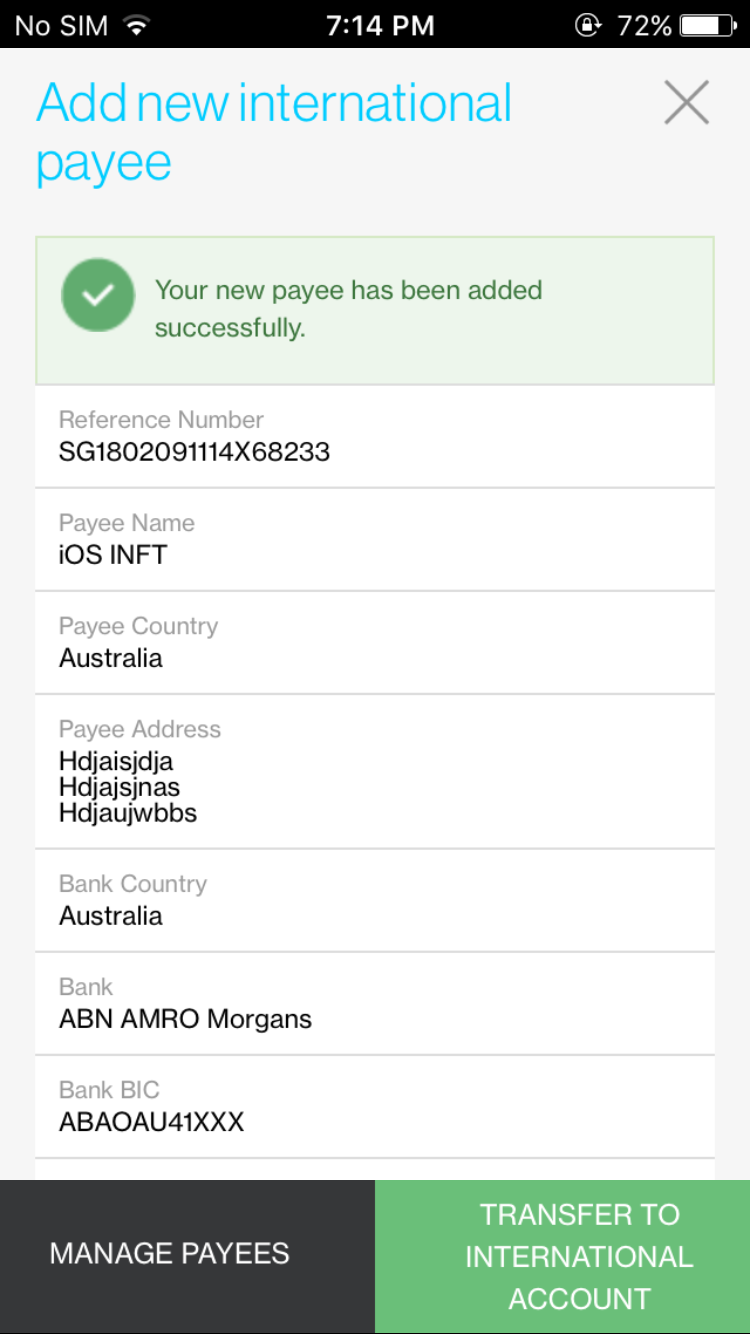 No SIM 7:14 PM 72%
Add new international
payee
Your new payee has been added
successfully.
Reference Number
SG1802091114X68233
Payee Name
iOS INFT
Payee Country
Australia
Payee Address
Hdjaisjdja
Hdjajsjnas
Hdjaujwbbs
Bank Country
Australia
Bank
ABN AMRO Morgans
Bank BIC
ABAOAU41XXX
MANAGE PAYEES
TRANSFER TO
INTERNATIONAL
ACCOUNT